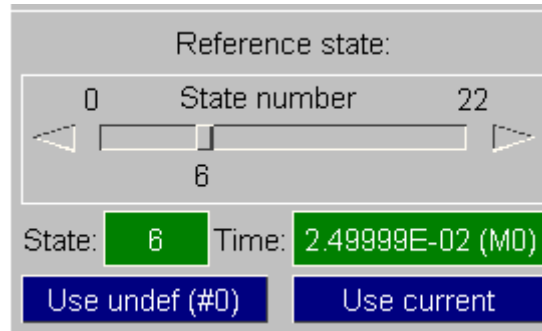 Reference state:
0 State number 22
6
State: 6 Time: 2.49999E-02 (M0)
Use undef (#0) Use current